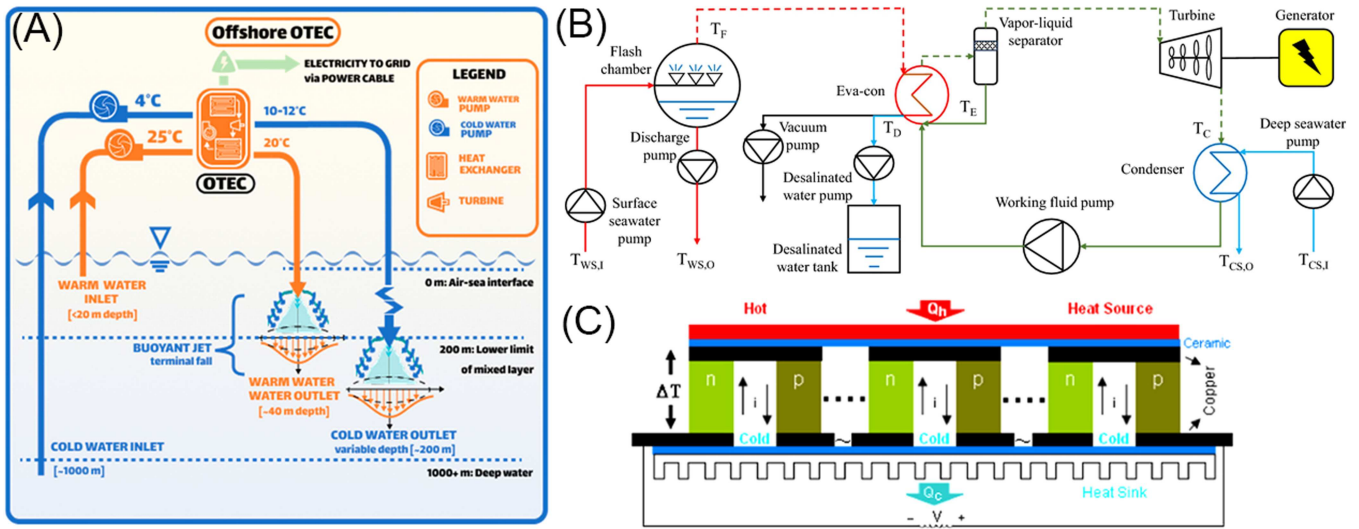 (A)
Offshore OTEC
ELECTRICITY TO GRID
via POWER CABLE
4°C
25°C
10-12°C
20°C
OTEC
LEGEND
WARM WATER
PUMP
COLD WATER
PUMP
HEAT
EXCHANGER
TURBINE
WARM WATER
INLET
[<20 m depth]
0 m: Air-sea interface
BUOYANT JET
terminal fall
200 m: Lower limit
of mixed layer
WARM WATER
WATER OUTLET
[~40 m depth]
COLD WATER OUTLET
variable depth [~200 m]
COLD WATER INLET
[~1000 m]
1000+ m: Deep water
(B)
Flash
chamber
T_F
Vapor-liquid
separator
Turbine
Generator
Eva-con
T_E
T_D
Discharge
pump
Vacuum
pump
Desalinated
water pump
Surface
seawater
pump
Desalinated
water tank
T_WS,I
T_WS,O
Working fluid pump
T_C
Condenser
Deep seawater
pump
T_CS,O
T_CS,I
(C)
Hot
Qh
Heat Source
Ceramic
ΔT
n
i
p
n
i
p
n
i
p
Copper
Cold
~
Cold
~
Cold
Qc
Heat Sink
– V +